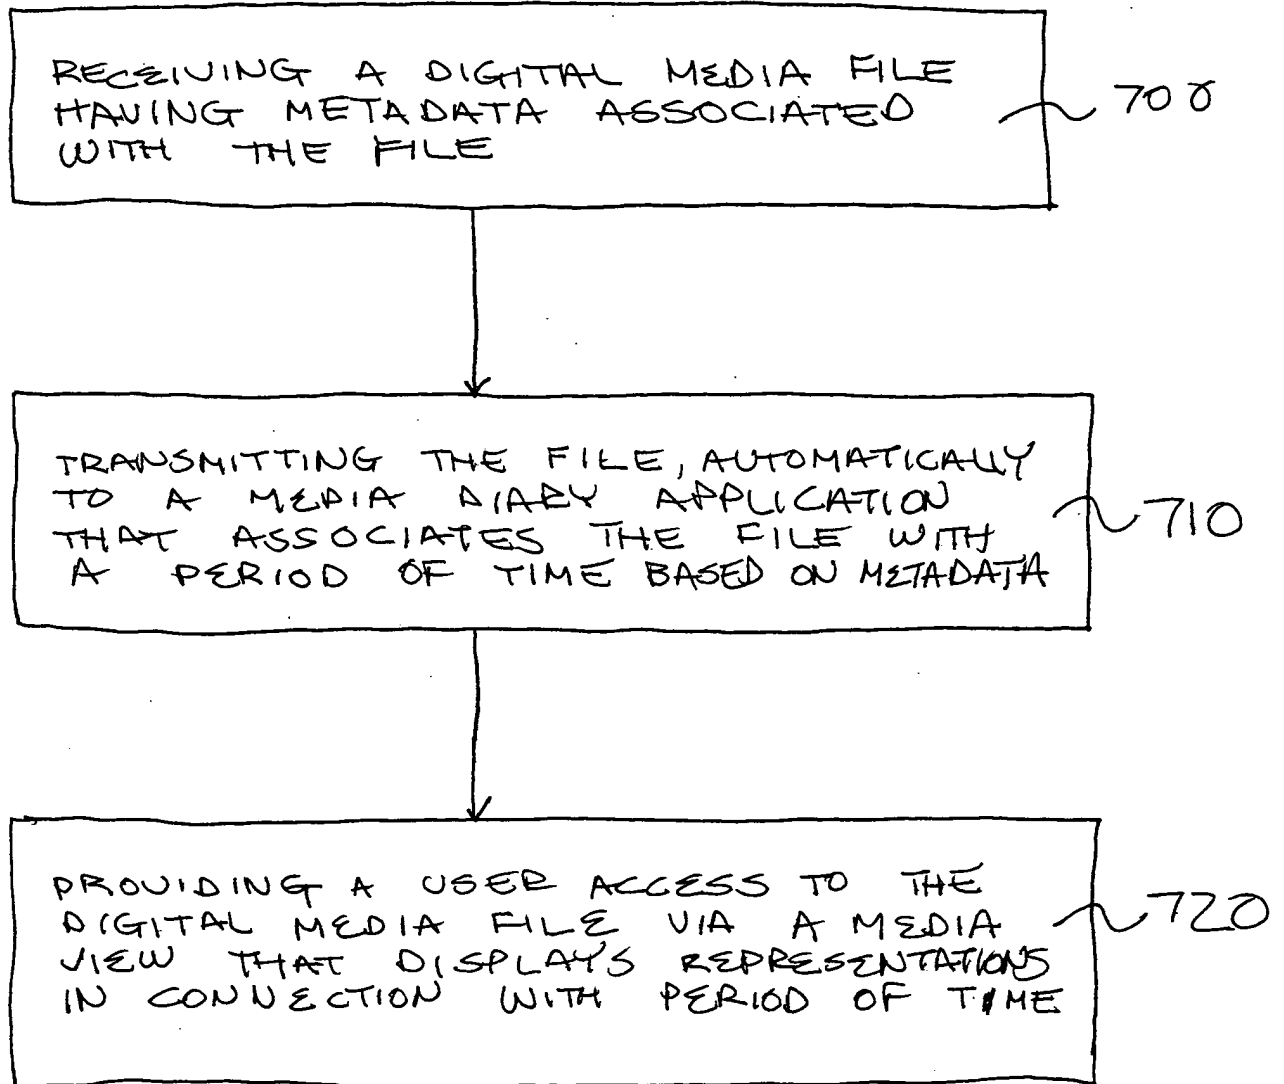 RECEIVING A DIGITAL MEDIA FILE
HAVING METADATA ASSOCIATED
WITH THE FILE
700
TRANSMITTING THE FILE, AUTOMATICALLY
TO A MEDIA DIARY APPLICATION
THAT ASSOCIATES THE FILE WITH
A PERIOD OF TIME BASED ON METADATA
710
PROVIDING A USER ACCESS TO THE
DIGITAL MEDIA FILE VIA A MEDIA
VIEW THAT DISPLAYS REPRESENTATIONS
IN CONNECTION WITH PERIOD OF TIME
720